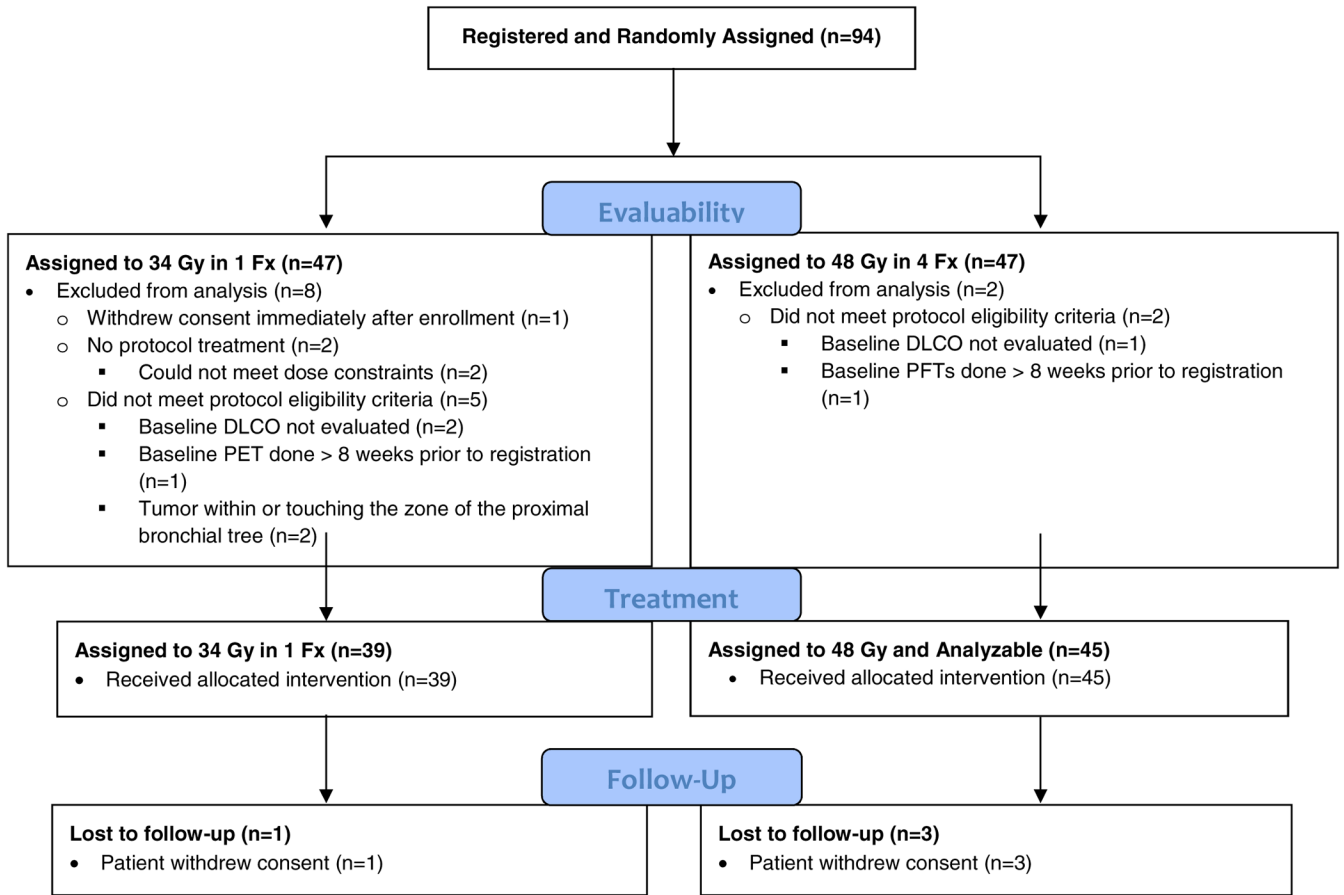 Registered and Randomly Assigned (n=94)
Evaluability
Assigned to 34 Gy in 1 Fx (n=47)
• Excluded from analysis (n=8)
o Withdrew consent immediately after enrollment (n=1)
o No protocol treatment (n=2)
▪ Could not meet dose constraints (n=2)
o Did not meet protocol eligibility criteria (n=5)
▪ Baseline DLCO not evaluated (n=2)
▪ Baseline PET done > 8 weeks prior to registration
(n=1)
▪ Tumor within or touching the zone of the proximal
bronchial tree (n=2)
Assigned to 48 Gy in 4 Fx (n=47)
• Excluded from analysis (n=2)
o Did not meet protocol eligibility criteria (n=2)
▪ Baseline DLCO not evaluated (n=1)
▪ Baseline PFTs done > 8 weeks prior to registration
(n=1)
Treatment
Assigned to 34 Gy in 1 Fx (n=39)
• Received allocated intervention (n=39)
Assigned to 48 Gy and Analyzable (n=45)
• Received allocated intervention (n=45)
Follow-Up
Lost to follow-up (n=1)
• Patient withdrew consent (n=1)
Lost to follow-up (n=3)
• Patient withdrew consent (n=3)